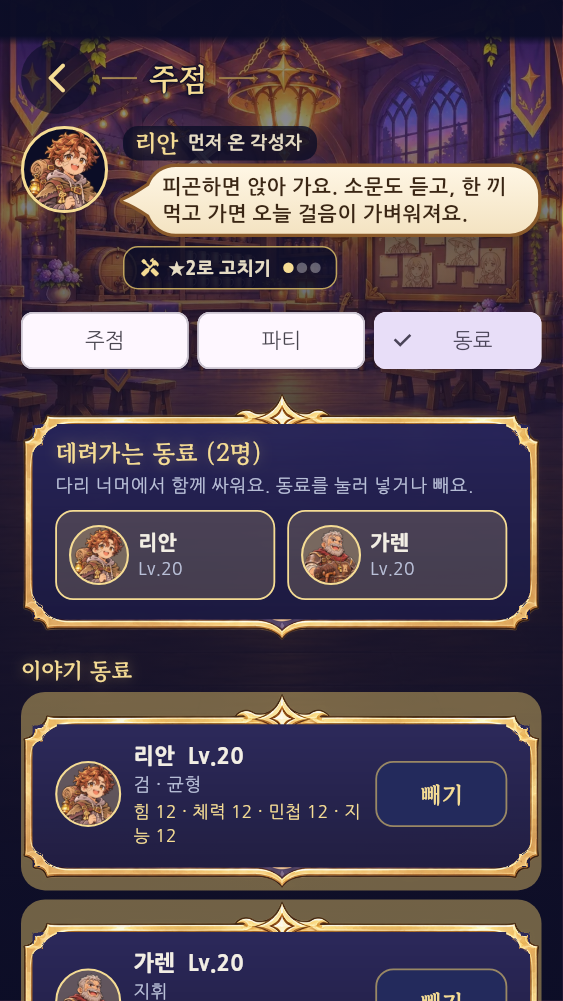 주점
리안 먼저 온 각성자
피곤하면 앉아 가요. 소문도 듣고, 한 끼
먹고 가면 오늘 걸음이 가벼워져요.
★2로 고치기
주점
파티
동료
데려가는 동료 (2명)
다리 너머에서 함께 싸워요. 동료를 눌러 넣거나 빼요.
리안
Lv.20
가렌
Lv.20
이야기 동료
리안 Lv.20
검 · 균형
힘 12 · 체력 12 · 민첩 12 · 지
능 12
빼기
가렌 Lv.20
지휘
빼기